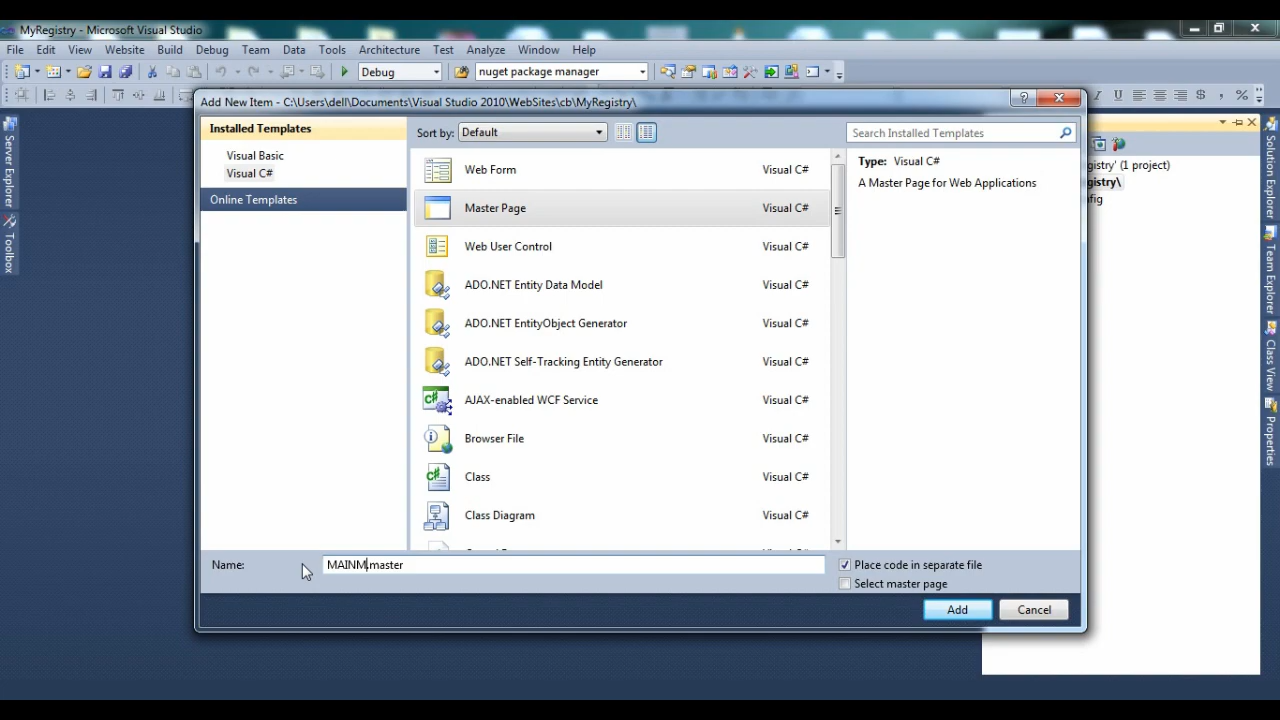 MyRegistry - Microsoft Visual Studio
File Edit View Website Build Debug Team Data Tools Architecture Test Analyze Window Help
Debug nuget package manager
Add New Item - C:\Users\dell\Documents\Visual Studio 2010\WebSites\cb\MyRegistry\
Installed Templates
Visual Basic
Visual C#
Online Templates
Sort by: Default
Search Installed Templates
Web Form Visual C#
Master Page Visual C#
Web User Control Visual C#
ADO.NET Entity Data Model Visual C#
ADO.NET EntityObject Generator Visual C#
ADO.NET Self-Tracking Entity Generator Visual C#
AJAX-enabled WCF Service Visual C#
Browser File Visual C#
Class Visual C#
Class Diagram Visual C#
Type: Visual C#
A Master Page for Web Applications
Name: MAINM.master
Place code in separate file
Select master page
Add Cancel
gistry' (1 project)
gistry\
fig
Server Explorer
Toolbox
Solution Explorer
Team Explorer
Class View
Properties